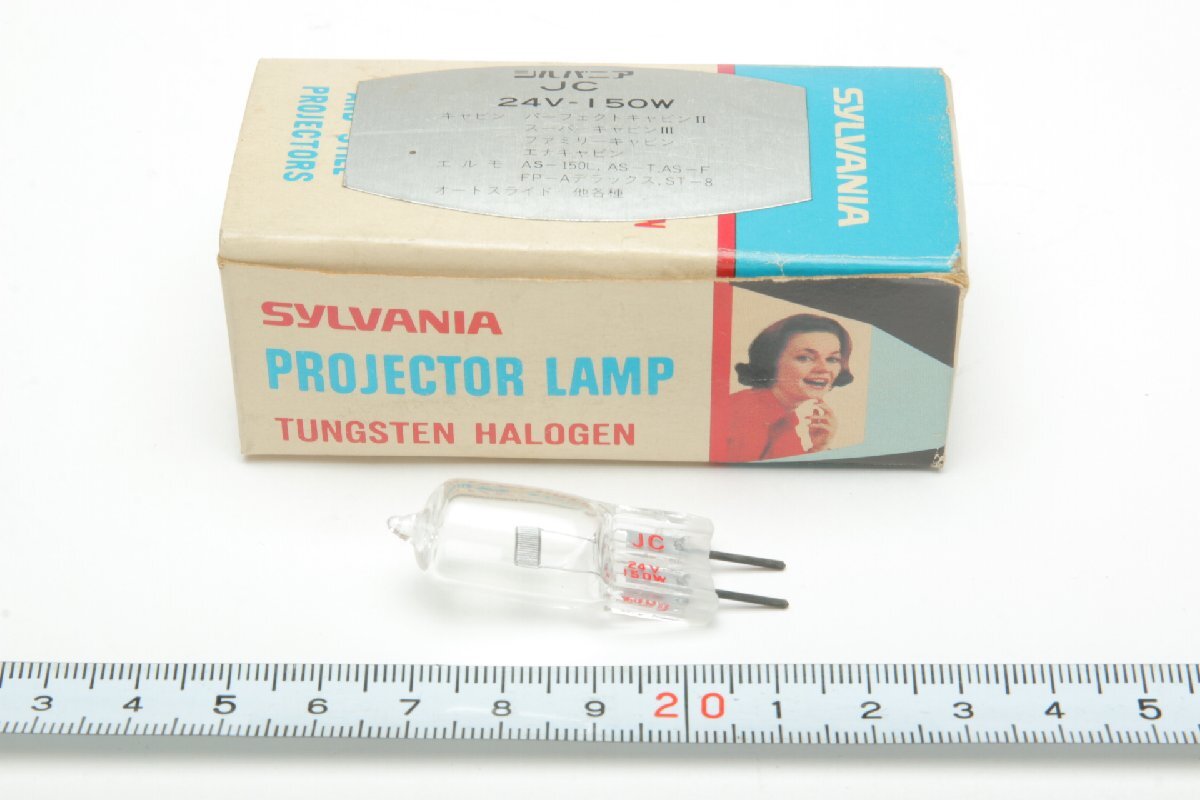 シルバニア
JC
24V-150W
キャビン パーフェクトキャビンII
スーパーキャビンIII
ファミリーキャビン
エナキャビン
エルモ AS-150L, AS-T, AS-F
FP-Aデラックス, ST-8
オートスライド 他各種
PROJECTORS
SYLVANIA
SYLVANIA
PROJECTOR LAMP
TUNGSTEN HALOGEN
JC
24V
150W
3 4 5 6 7 8 9 20 1 2 3 4 5